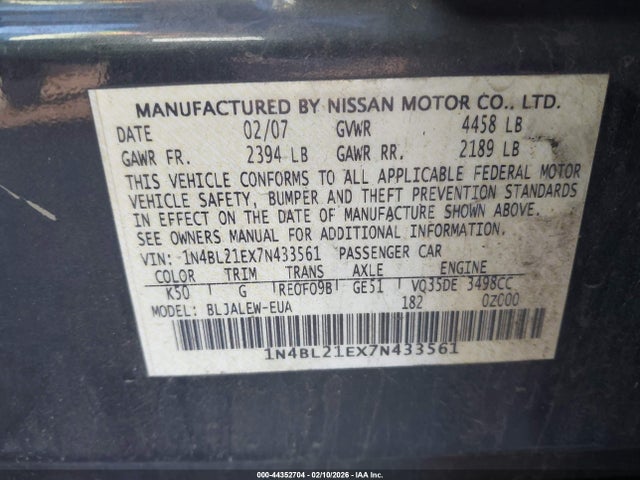 MANUFACTURED BY NISSAN MOTOR CO., LTD.
DATE 02/07 GVWR 4458 LB
GAWR FR. 2394 LB GAWR RR. 2189 LB
THIS VEHICLE CONFORMS TO ALL APPLICABLE FEDERAL MOTOR
VEHICLE SAFETY, BUMPER AND THEFT PREVENTION STANDARDS
IN EFFECT ON THE DATE OF MANUFACTURE SHOWN ABOVE.
SEE OWNERS MANUAL FOR ADDITIONAL INFORMATION.
VIN: 1N4BL21EX7N433561 PASSENGER CAR
COLOR TRIM TRANS AXLE ENGINE
K50 G RE0F09B GE51 VQ35DE 3498CC
MODEL: BLJALEW-EUA 182 0Z000
1N4BL21EX7N433561
000-44352704 - 02/10/2026 - IAA Inc.